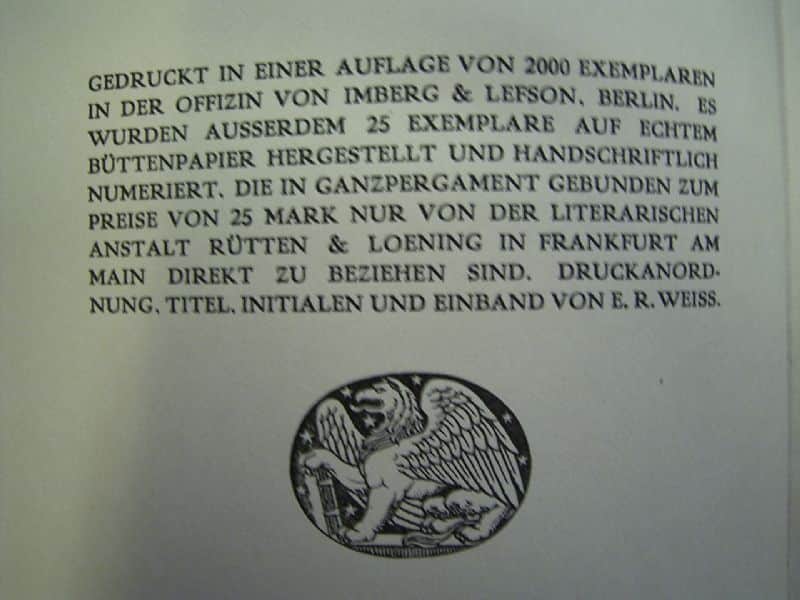 GEDRUCKT IN EINER AUFLAGE VON 2000 EXEMPLAREN
IN DER OFFIZIN VON IMBERG & LEFSON, BERLIN. ES
WURDEN AUSSERDEM 25 EXEMPLARE AUF ECHTEM
BÜTTENPAPIER HERGESTELLT UND HANDSCHRIFTLICH
NUMERIERT, DIE IN GANZPERGAMENT GEBUNDEN ZUM
PREISE VON 25 MARK NUR VON DER LITERARISCHEN
ANSTALT RÜTTEN & LOENING IN FRANKFURT AM
MAIN DIREKT ZU BEZIEHEN SIND. DRUCKANORD-
NUNG, TITEL, INITIALEN UND EINBAND VON E. R. WEISS.